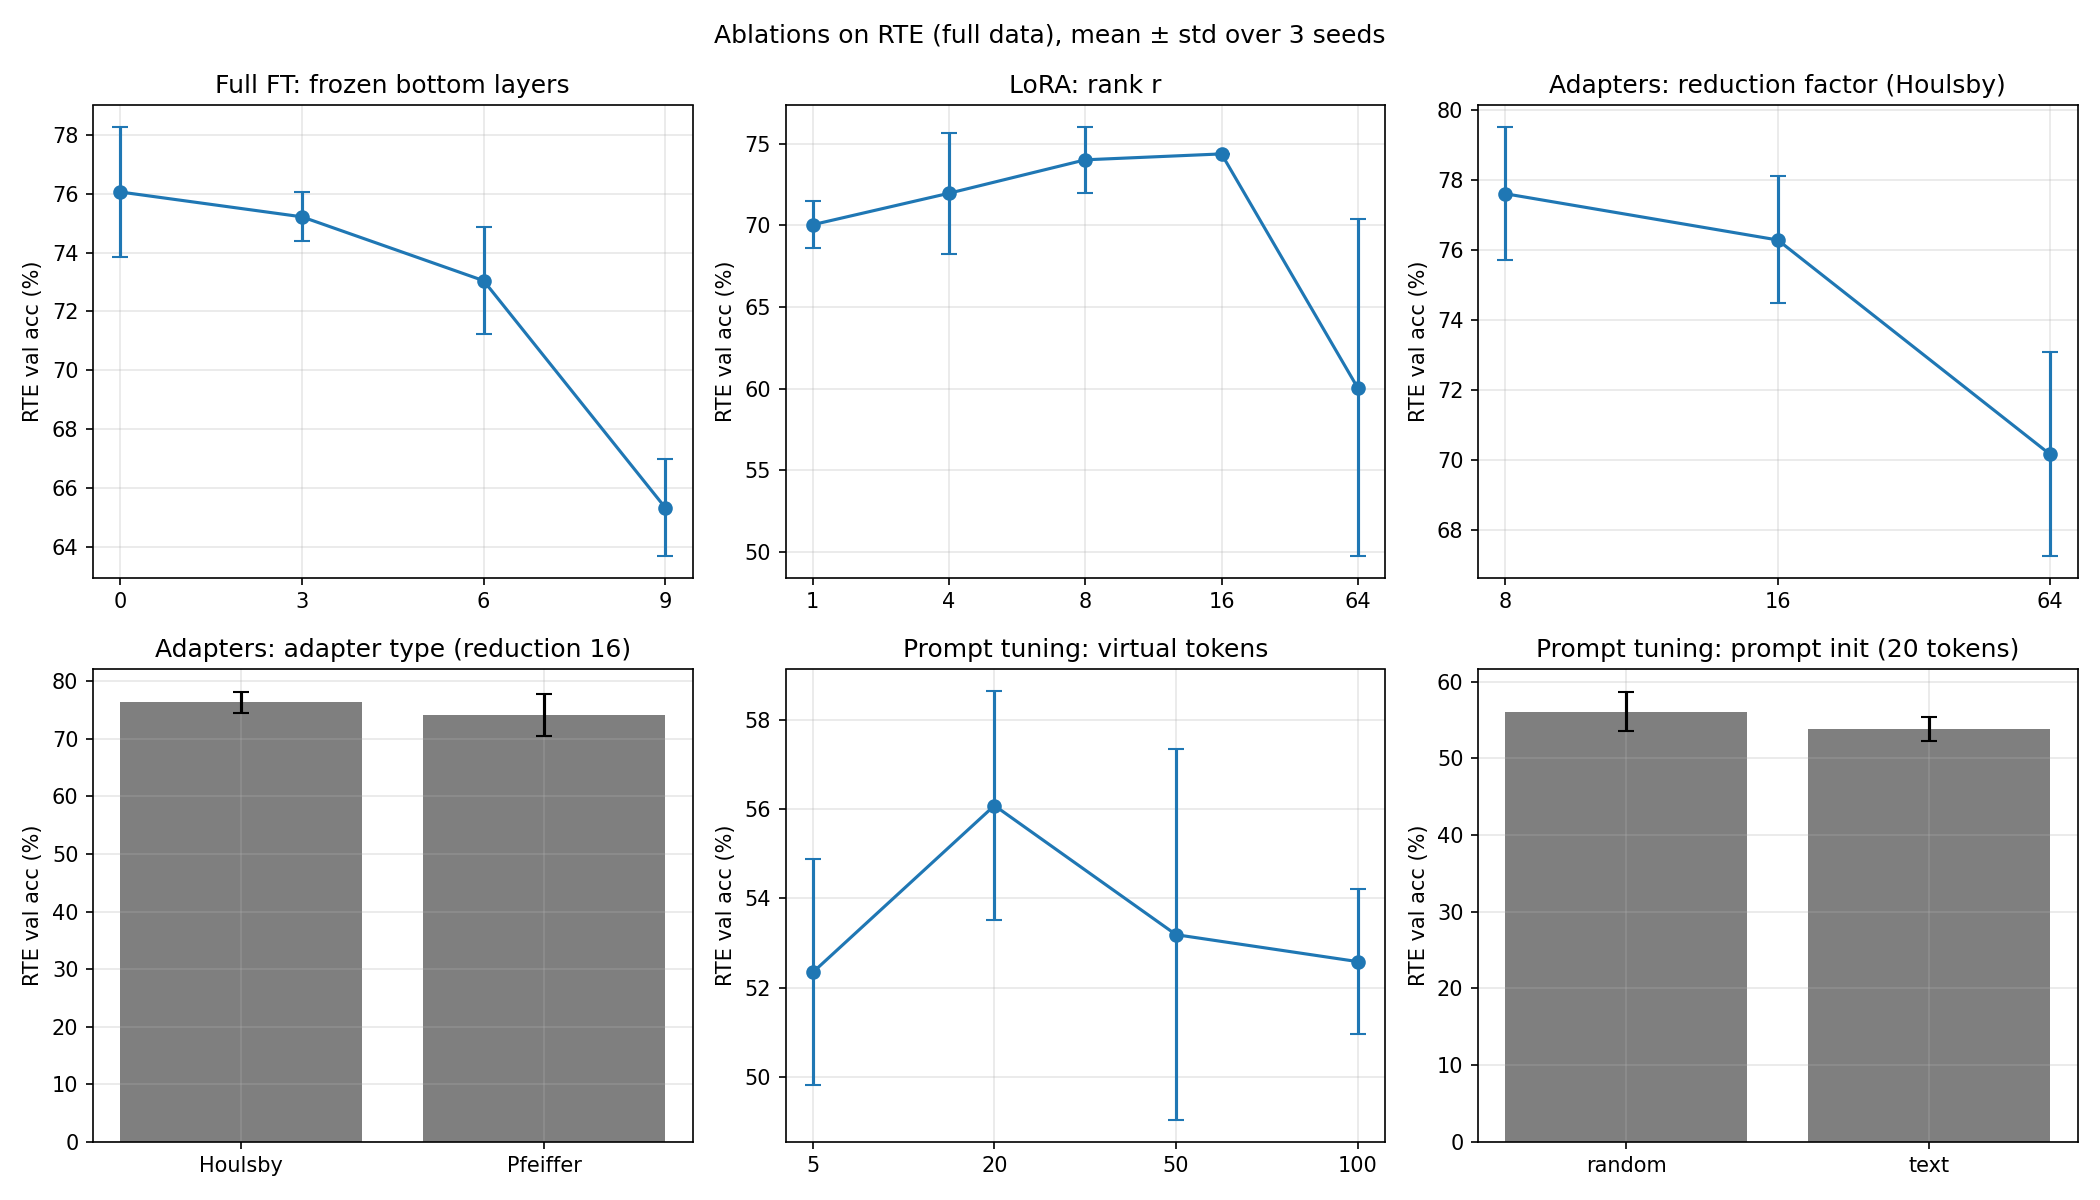 Ablations on RTE (full data), mean ± std over 3 seeds
Full FT: frozen bottom layers
RTE val acc (%)
78
76
74
72
70
68
66
64
0 3 6 9
LoRA: rank r
RTE val acc (%)
75
70
65
60
55
50
1 4 8 16 64
Adapters: reduction factor (Houlsby)
RTE val acc (%)
80
78
76
74
72
70
68
8 16 64
Adapters: adapter type (reduction 16)
RTE val acc (%)
80
70
60
50
40
30
20
10
0
Houlsby Pfeiffer
Prompt tuning: virtual tokens
RTE val acc (%)
58
56
54
52
50
5 20 50 100
Prompt tuning: prompt init (20 tokens)
RTE val acc (%)
60
50
40
30
20
10
0
random text